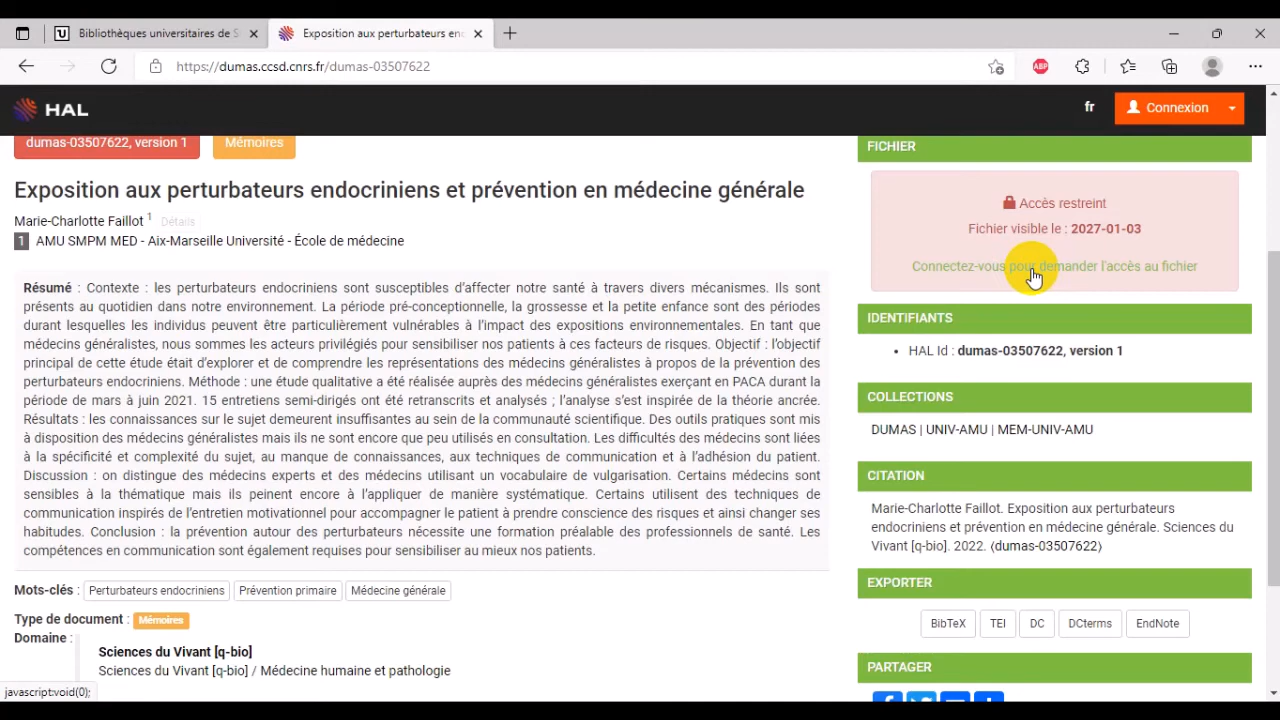 Bibliothèques universitaires de S
Exposition aux perturbateurs en
https://dumas.ccsd.cnrs.fr/dumas-03507622
ABP
HAL
fr
Connexion
dumas-03507622, version 1
Mémoires
Exposition aux perturbateurs endocriniens et prévention en médecine générale
Marie-Charlotte Faillot 1 Détails
1 AMU SMPM MED - Aix-Marseille Université - École de médecine
Résumé : Contexte : les perturbateurs endocriniens sont susceptibles d’affecter notre santé à travers divers mécanismes. Ils sont
présents au quotidien dans notre environnement. La période pré-conceptionnelle, la grossesse et la petite enfance sont des périodes
durant lesquelles les individus peuvent être particulièrement vulnérables à l’impact des expositions environnementales. En tant que
médecins généralistes, nous sommes les acteurs privilégiés pour sensibiliser nos patients à ces facteurs de risques. Objectif : l’objectif
principal de cette étude était d’explorer et de comprendre les représentations des médecins généralistes à propos de la prévention des
perturbateurs endocriniens. Méthode : une étude qualitative a été réalisée auprès des médecins généralistes exerçant en PACA durant la
période de mars à juin 2021. 15 entretiens semi-dirigés ont été retranscrits et analysés ; l’analyse s’est inspirée de la théorie ancrée.
Résultats : les connaissances sur le sujet demeurent insuffisantes au sein de la communauté scientifique. Des outils pratiques sont mis
à disposition des médecins généralistes mais ils ne sont encore que peu utilisés en consultation. Les difficultés des médecins sont liées
à la spécificité et complexité du sujet, au manque de connaissances, aux techniques de communication et à l’adhésion du patient.
Discussion : on distingue des médecins experts et des médecins utilisant un vocabulaire de vulgarisation. Certains médecins sont
sensibles à la thématique mais ils peinent encore à l’appliquer de manière systématique. Certains utilisent des techniques de
communication inspirés de l’entretien motivationnel pour accompagner le patient à prendre conscience des risques et ainsi changer ses
habitudes. Conclusion : la prévention autour des perturbateurs nécessite une formation préalable des professionnels de santé. Les
compétences en communication sont également requises pour sensibiliser au mieux nos patients.
Mots-clés : Perturbateurs endocriniens Prévention primaire Médecine générale
Type de document : Mémoires
Domaine :
Sciences du Vivant [q-bio]
Sciences du Vivant [q-bio] / Médecine humaine et pathologie
javascript:void(0);
FICHIER
Accès restreint
Fichier visible le : 2027-01-03
Connectez-vous pour demander l'accès au fichier
IDENTIFIANTS
HAL Id : dumas-03507622, version 1
COLLECTIONS
DUMAS | UNIV-AMU | MEM-UNIV-AMU
CITATION
Marie-Charlotte Faillot. Exposition aux perturbateurs
endocriniens et prévention en médecine générale. Sciences du
Vivant [q-bio]. 2022. ⟨dumas-03507622⟩
EXPORTER
BibTeX TEI DC DCterms EndNote
PARTAGER